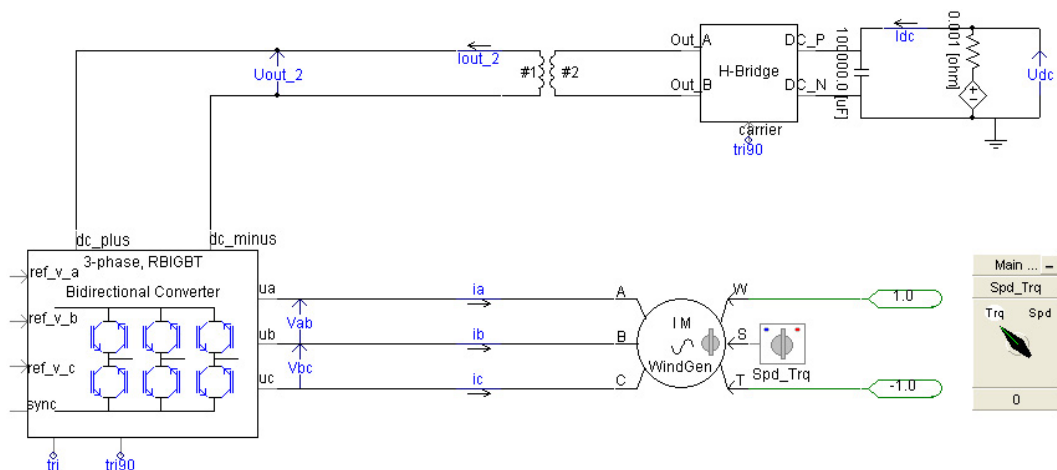 Out_A
DC_P
Idc
0.001 [ohm]
Iout_2
Uout_2
#1
#2
H-Bridge
100000.0 [uF]
Udc
Out_B
DC_N
carrier
tri90
dc_plus
dc_minus
3-phase, RBIGBT
Bidirectional Converter
ref_v_a
ref_v_b
ref_v_c
sync
tri
tri90
ua
ub
uc
Vab
Vbc
ia
ib
ic
A
B
C
I M
WindGen
W
S
T
Spd_Trq
1.0
-1.0
Main ...
Spd_Trq
Trq
Spd
0